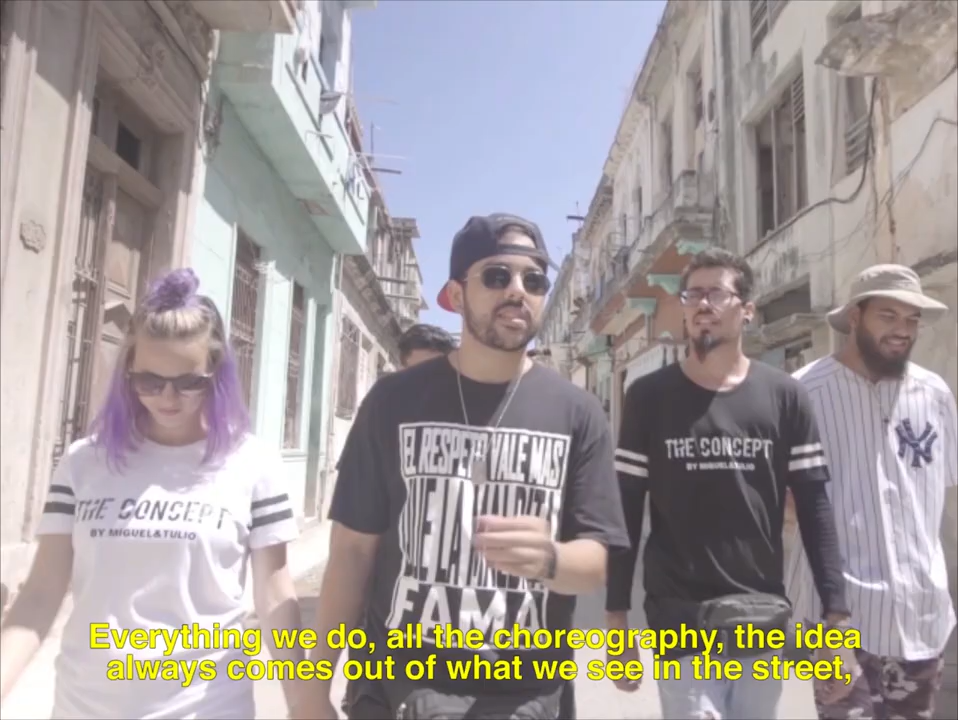 EL RESPETO VALE MAS
QUE LA MALDITA
FAMA
THE CONCEPT
BY MIGUEL&TULIO
THE CONCEPT
BY MIGUEL&TULIO
NY
Everything we do, all the choreography, the idea
always comes out of what we see in the street,